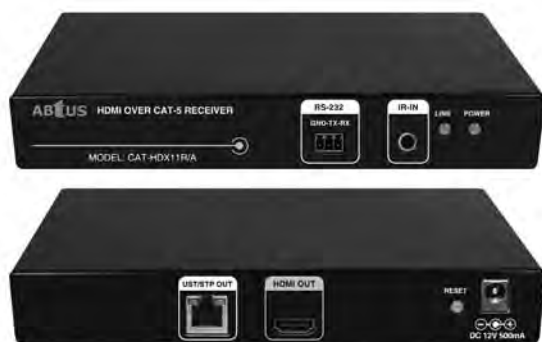 ABtUS HDMI OVER CAT-5 RECEIVER
MODEL: CAT-HDX11R/A
RS-232
GND-TX-RX
IR-IN
LINK POWER
UST/STP OUT
HDMI OUT
RESET
DC 12V 500mA